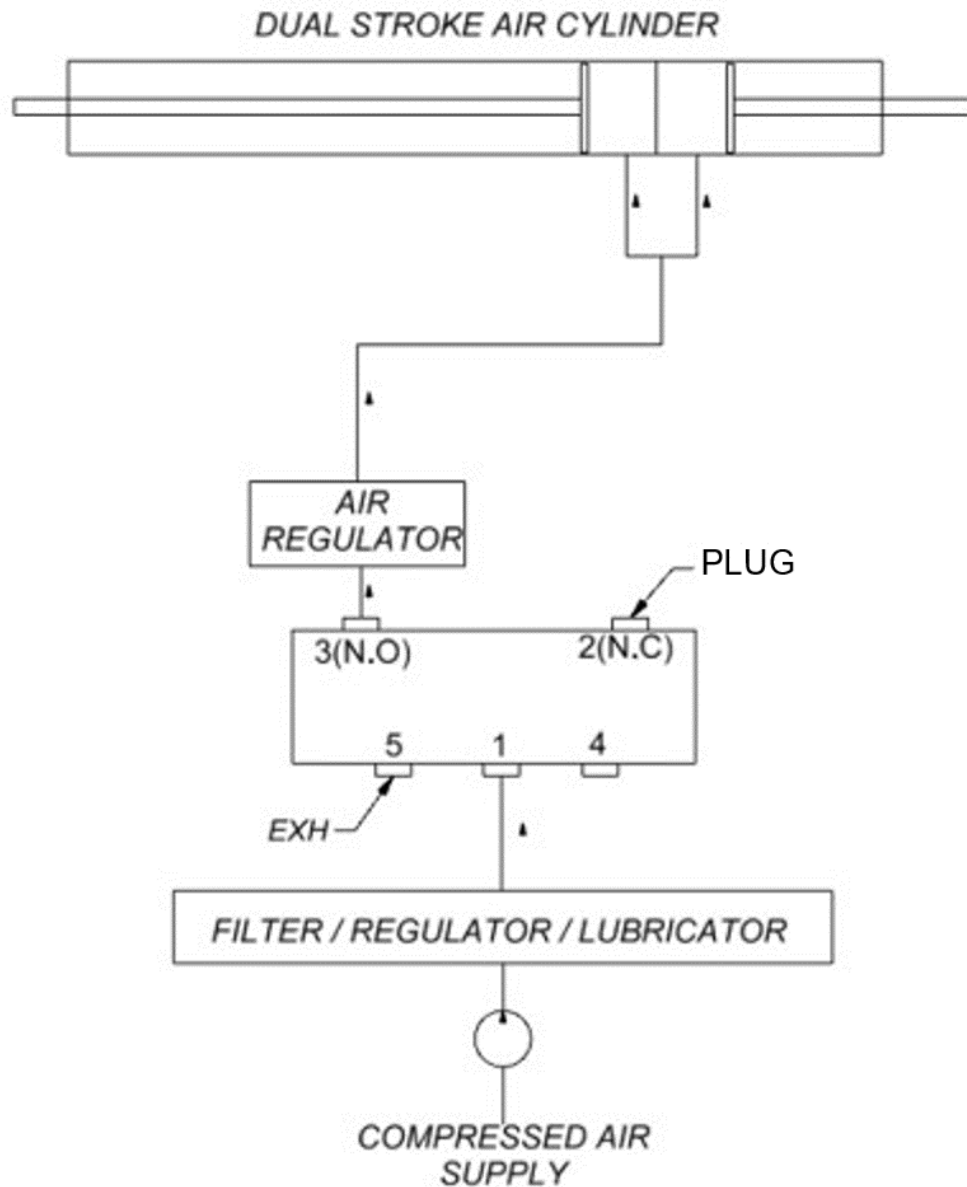 DUAL STROKE AIR CYLINDER
AIR
REGULATOR
PLUG
3(N.O)
2(N.C)
5
1
4
EXH
FILTER / REGULATOR / LUBRICATOR
COMPRESSED AIR
SUPPLY